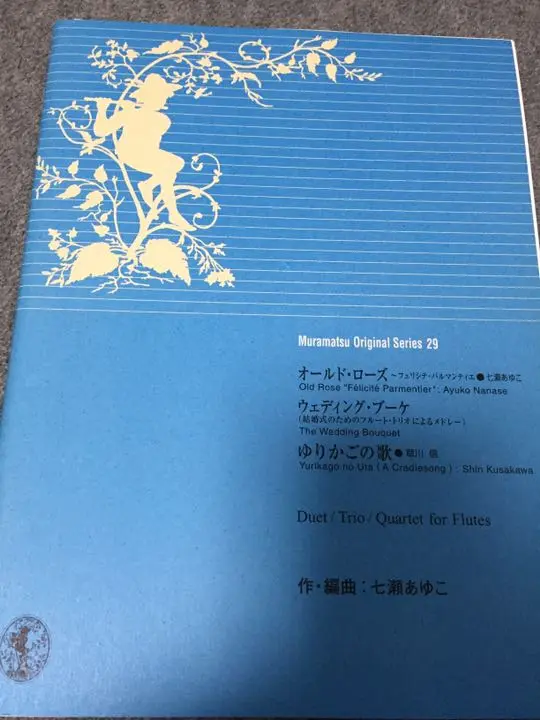 Muramatsu Original Series 29
オールド・ローズ ～フェリシテ・パルマンティエ●七瀬あゆこ
Old Rose "Félicité Parmentier": Ayuko Nanase
ウェディング・ブーケ
(結婚式のためのフルート・トリオによるメドレー)
The Wedding Bouquet
ゆりかごの歌●草川 信
Yurikago no Uta ( A Cradlesong ) : Shin Kusakawa
Duet / Trio / Quartet for Flutes
作・編曲：七瀬あゆこ